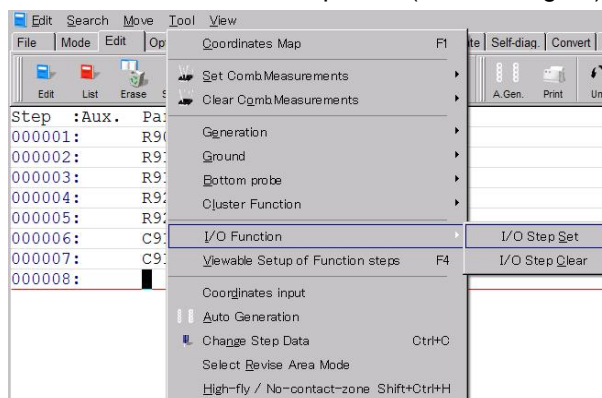 Edit Search Move Tool View
File Mode Edit Op
te Self-diag. Convert
Edit List Erase
A.Gen. Print
Step :Aux. Pa
000001: R9
000002: R9
000003: R9
000004: R9
000005: R9
000006: C9
000007: C9
000008:
Coordinates Map F1
Set Comb.Measurements
Clear Comb.Measurements
Generation
Ground
Bottom probe
Cluster Function
I/O Function
Viewable Setup of Function steps F4
Coordinates input
Auto Generation
Change Step Data Ctrl+C
Select Revise Area Mode
High-fly / No-contact-zone Shift+Ctrl+H
I/O Step Set
I/O Step Clear